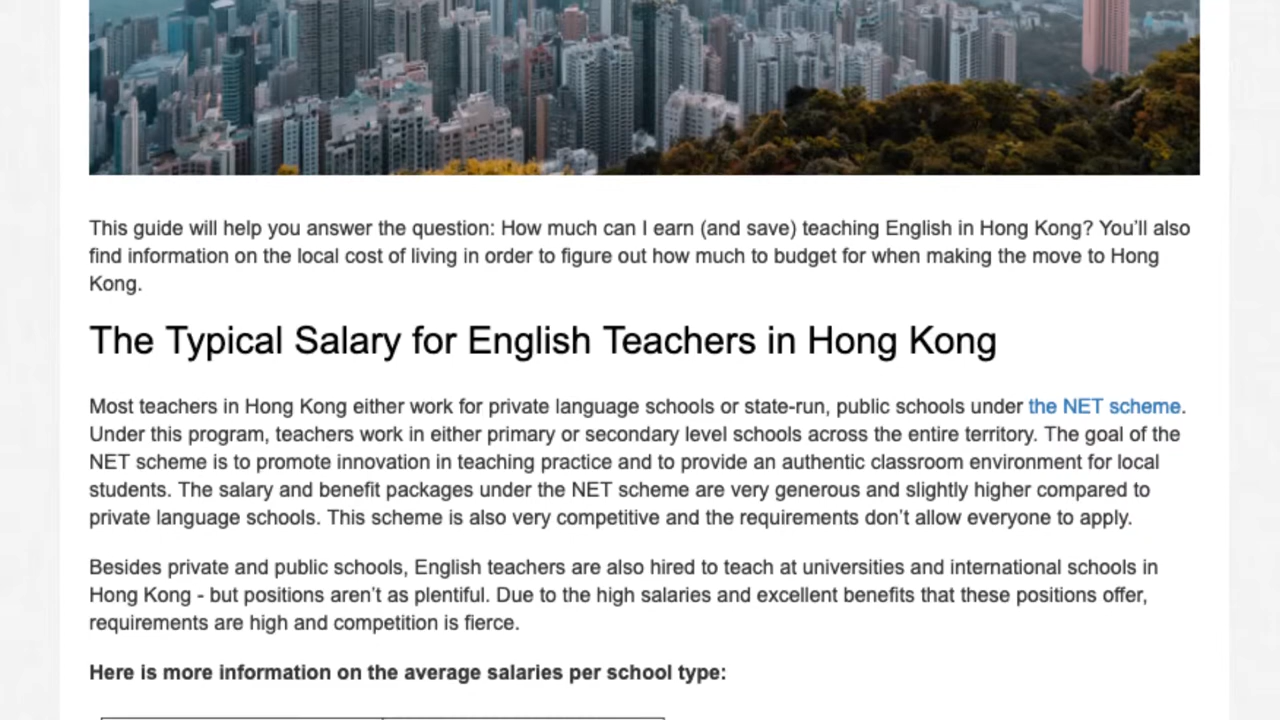 This guide will help you answer the question: How much can I earn (and save) teaching English in Hong Kong? You’ll also
find information on the local cost of living in order to figure out how much to budget for when making the move to Hong
Kong.
The Typical Salary for English Teachers in Hong Kong
Most teachers in Hong Kong either work for private language schools or state-run, public schools under the NET scheme.
Under this program, teachers work in either primary or secondary level schools across the entire territory. The goal of the
NET scheme is to promote innovation in teaching practice and to provide an authentic classroom environment for local
students. The salary and benefit packages under the NET scheme are very generous and slightly higher compared to
private language schools. This scheme is also very competitive and the requirements don’t allow everyone to apply.
Besides private and public schools, English teachers are also hired to teach at universities and international schools in
Hong Kong - but positions aren’t as plentiful. Due to the high salaries and excellent benefits that these positions offer,
requirements are high and competition is fierce.
Here is more information on the average salaries per school type: